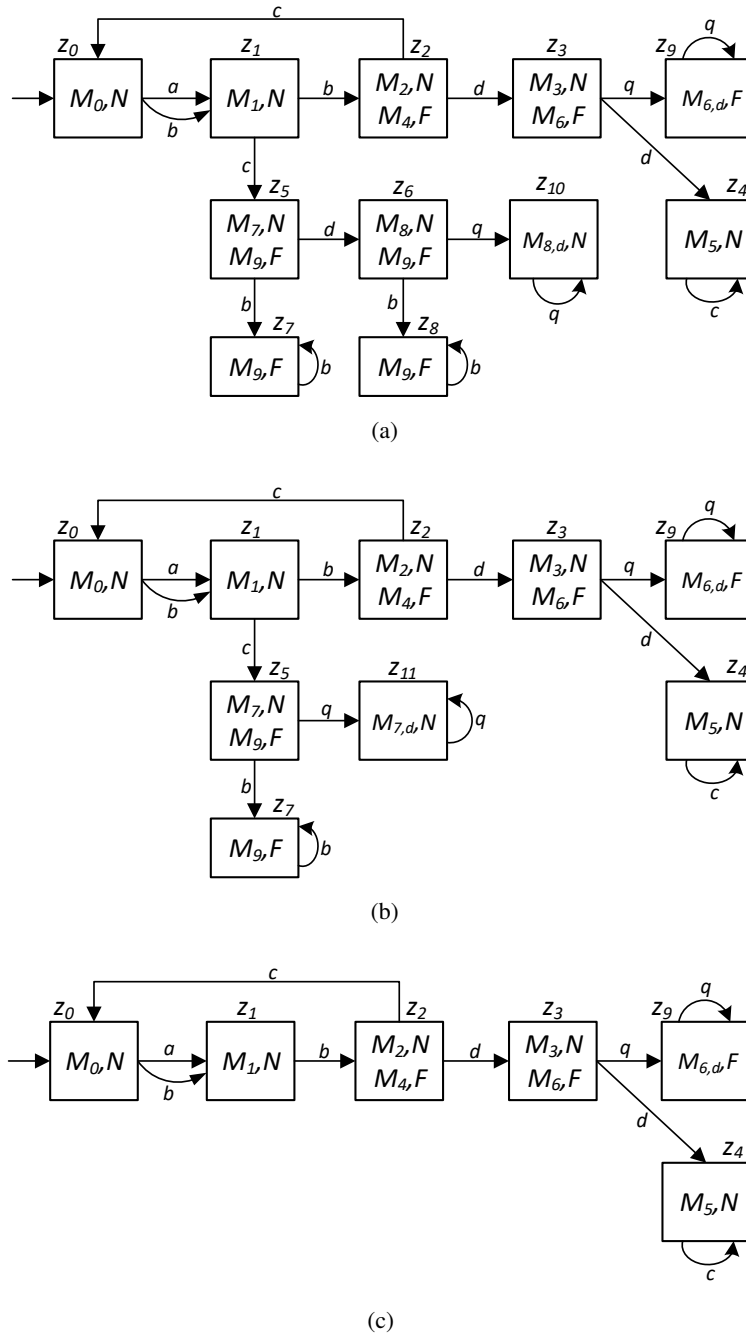 c
z0 z1 z2 z3 z9 q
M0,N a b M1,N b M2,N M4,F d M3,N M6,F q M6,d,F
c d
z5 z6 z10 z4
M7,N M9,F d M8,N M9,F q M8,d,N M5,N
b b q c
z7 z8
M9,F b M9,F b
(a)
c
z0 z1 z2 z3 z9 q
M0,N a b M1,N b M2,N M4,F d M3,N M6,F q M6,d,F
c d
z5 z11 z4
M7,N M9,F q M7,d,N q M5,N
b c
z7
M9,F b
(b)
c
z0 z1 z2 z3 z9 q
M0,N a b M1,N b M2,N M4,F d M3,N M6,F q M6,d,F
d
z4
M5,N
c
(c)